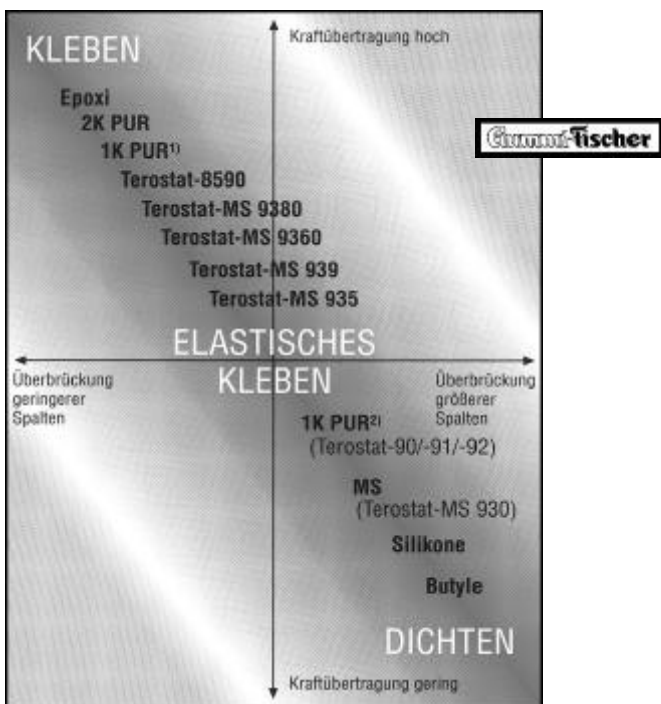 KLEBEN
Kraftübertragung hoch
Epoxi
Gummi-Fischer
2K PUR
1K PUR¹⁾
Terostat-8590
Terostat-MS 9380
Terostat-MS 9360
Terostat-MS 939
Terostat-MS 935
ELASTISCHES
KLEBEN
Überbrückung
geringerer
Spalten
Überbrückung
größerer
Spalten
1K PUR²⁾
(Terostat-90/-91/-92)
MS
(Terostat-MS 930)
Silikone
Butyle
DICHTEN
Kraftübertragung gering